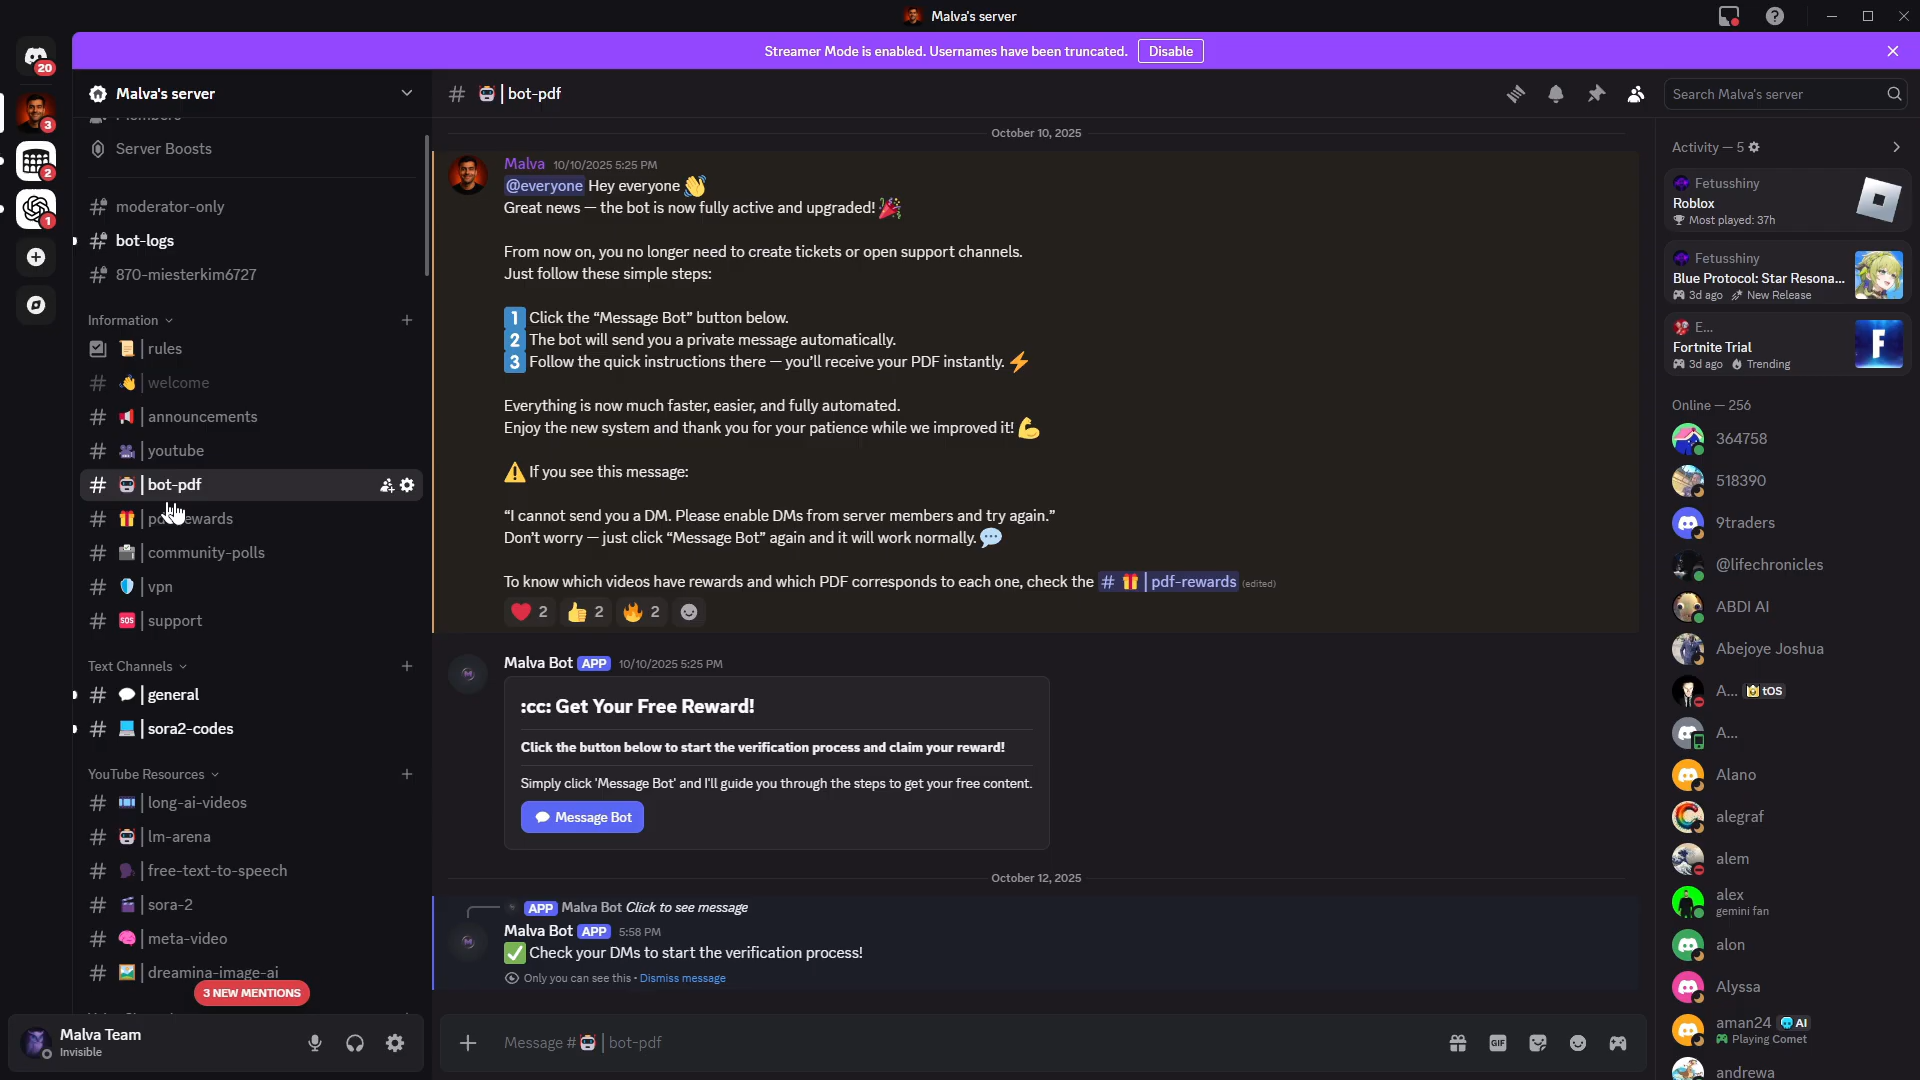 Malva's server
Streamer Mode is enabled. Usernames have been truncated. Disable
20
3
2
1
Malva's server
Members
Server Boosts
moderator-only
bot-logs
870-miesterkim6727
Information
rules
welcome
announcements
youtube
bot-pdf
community-polls
vpn
support
Text Channels
general
sora2-codes
YouTube Resources
long-ai-videos
lm-arena
free-text-to-speech
sora-2
meta-video
dreamina-image-ai
3 NEW MENTIONS
Malva Team
Invisible
# 🤖 | bot-pdf
Search Malva's server
October 10, 2025
Malva 10/10/2025 5:25 PM
@everyone Hey everyone 👋
Great news — the bot is now fully active and upgraded! 🎉
From now on, you no longer need to create tickets or open support channels.
Just follow these simple steps:
1 Click the “Message Bot” button below.
2 The bot will send you a private message automatically.
3 Follow the quick instructions there — you’ll receive your PDF instantly. ⚡
Everything is now much faster, easier, and fully automated.
Enjoy the new system and thank you for your patience while we improved it! 💪
⚠️ If you see this message:
“I cannot send you a DM. Please enable DMs from server members and try again.”
Don’t worry — just click “Message Bot” again and it will work normally. 💬
To know which videos have rewards and which PDF corresponds to each one, check the # 🎁 | pdf-rewards (edited)
❤️ 2 👍 2 🔥 2
Malva Bot APP 10/10/2025 5:25 PM
:cc: Get Your Free Reward!
Click the button below to start the verification process and claim your reward!
Simply click 'Message Bot' and I'll guide you through the steps to get your free content.
Message Bot
October 12, 2025
APP Malva Bot Click to see message
Malva Bot APP 5:58 PM
✅ Check your DMs to start the verification process!
Only you can see this • Dismiss message
Message # 🤖 | bot-pdf
GIF
Activity — 5
Fetusshiny
Roblox
Most played: 37h
Fetusshiny
Blue Protocol: Star Resona...
3d ago New Release
E...
Fortnite Trial
3d ago Trending
Online — 256
364758
518390
9traders
@lifechronicles
ABDI AI
Abejoye Joshua
A... tOS
A...
Alano
alegraf
alem
alex
gemini fan
alon
Alyssa
aman24 AI
Playing Comet
andrewa